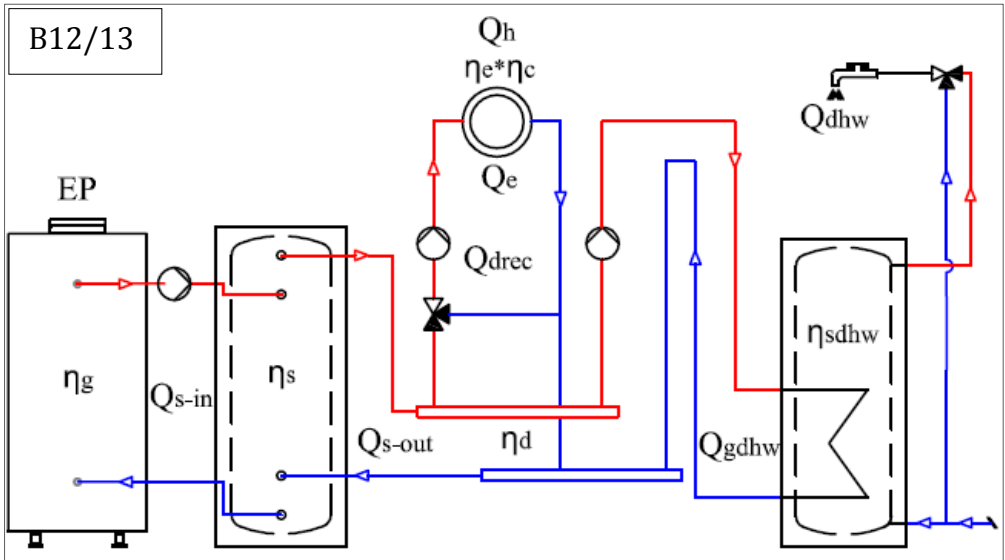 B12/13
Qh
ηe*ηc
Qe
Qdrec
Qdhw
EP
ηg
Qs-in
ηs
Qs-out
ηd
Qgdhw
ηsdhw